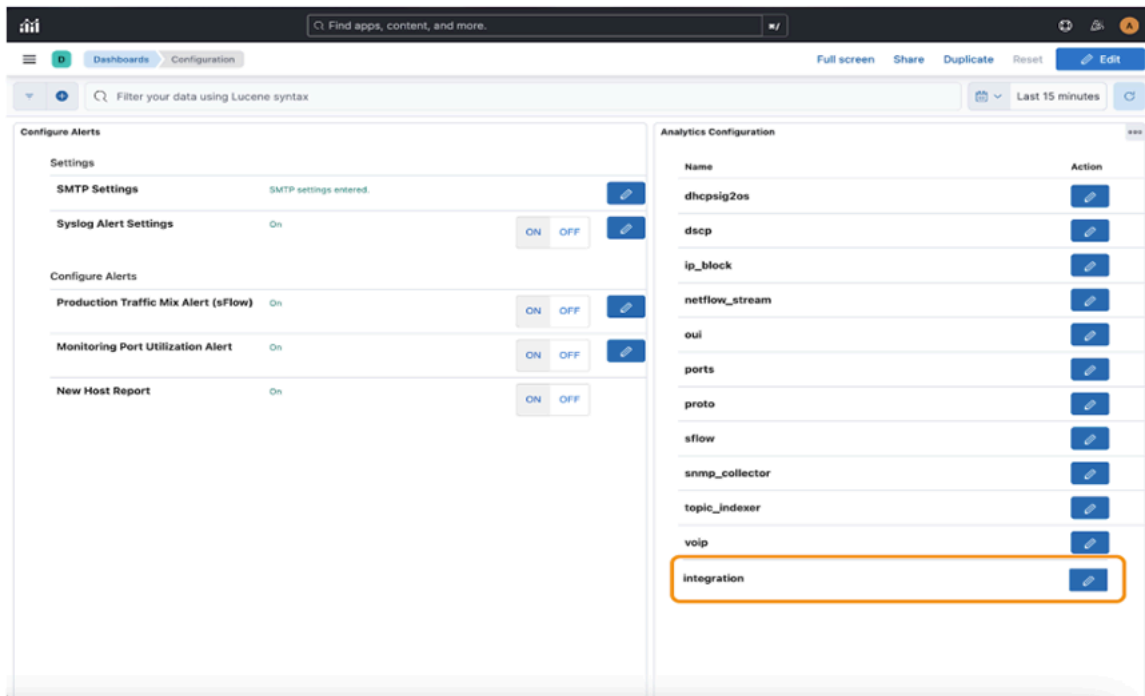 Find apps, content, and more.
⌘/
A
D
Dashboards
Configuration
Full screen
Share
Duplicate
Reset
Edit
Filter your data using Lucene syntax
Last 15 minutes
Configure Alerts
Settings
SMTP Settings
SMTP settings entered.
Syslog Alert Settings
On
ON
OFF
Configure Alerts
Production Traffic Mix Alert (sFlow)
On
ON
OFF
Monitoring Port Utilization Alert
On
ON
OFF
New Host Report
On
ON
OFF
Analytics Configuration
Name
Action
dhcpsig2os
dscp
ip_block
netflow_stream
oui
ports
proto
sflow
snmp_collector
topic_indexer
voip
integration